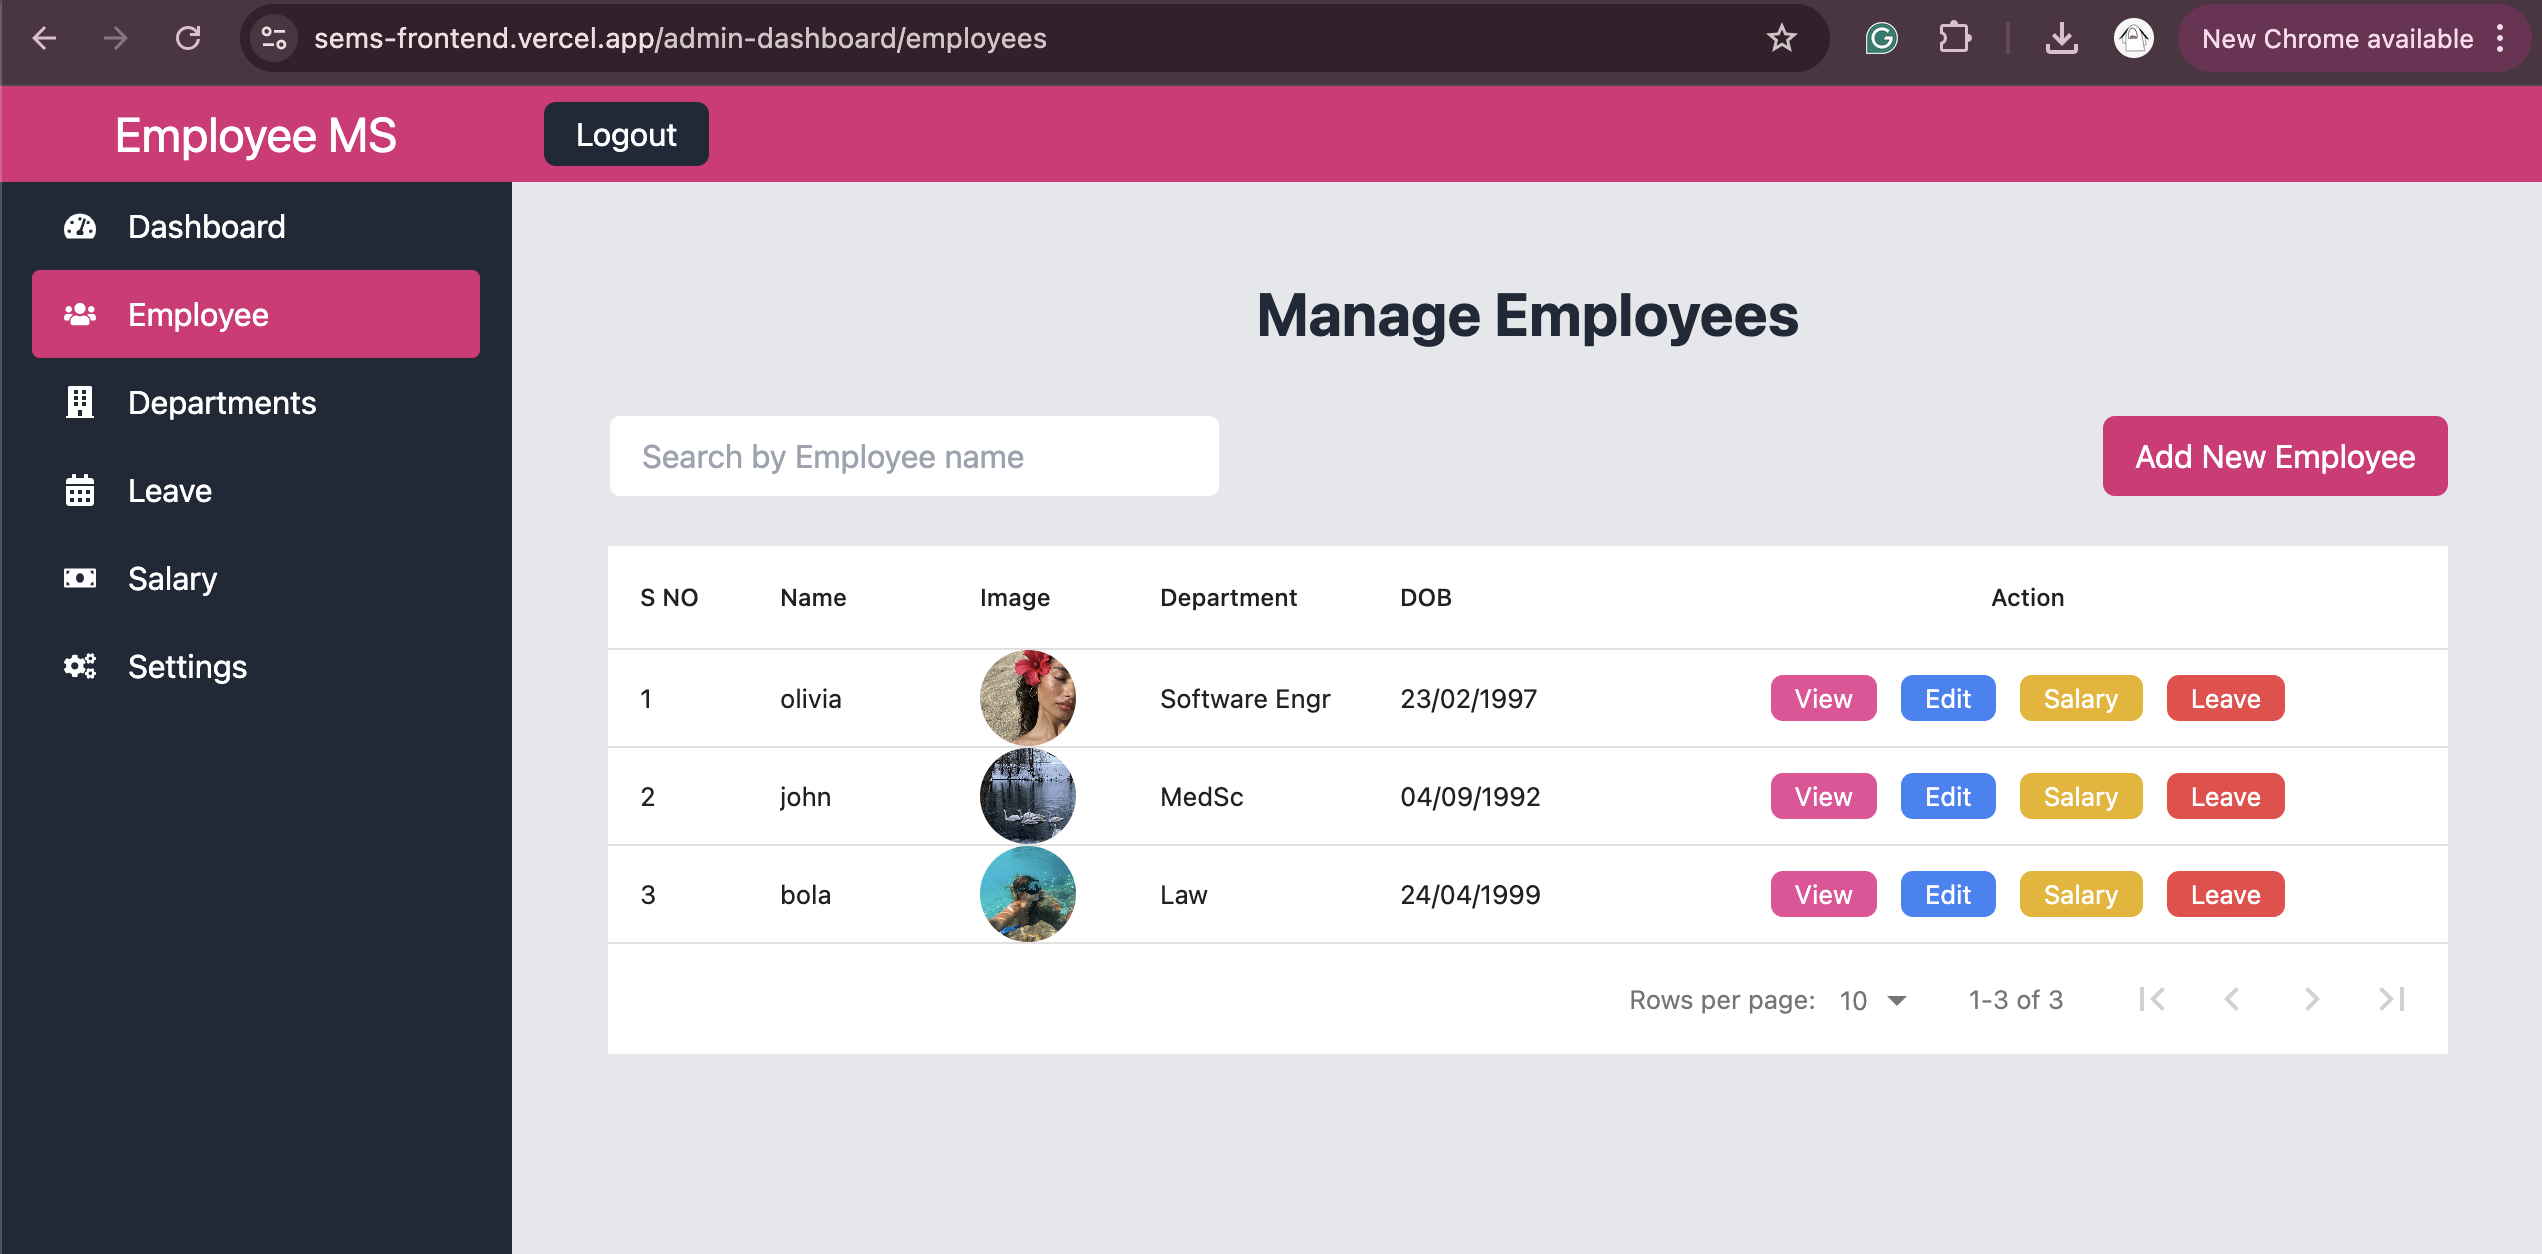 sems-frontend.vercel.app/admin-dashboard/employees
New Chrome available
Employee MS
Logout
Dashboard
Employee
Departments
Leave
Salary
Settings
Manage Employees
Search by Employee name
Add New Employee
S NO Name Image Department DOB Action
1 olivia Software Engr 23/02/1997 View Edit Salary Leave
2 john MedSc 04/09/1992 View Edit Salary Leave
3 bola Law 24/04/1999 View Edit Salary Leave
Rows per page: 10 1-3 of 3